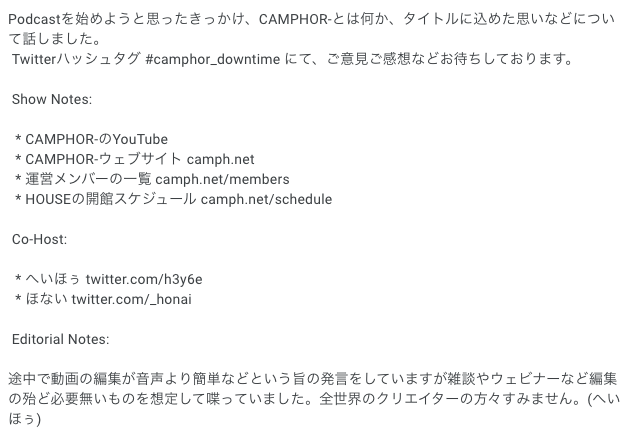 Podcastを始めようと思ったきっかけ、CAMPHOR-とは何か、タイトルに込めた思いなどについ
て話しました。
Twitterハッシュタグ #camphor_downtime にて、ご意見ご感想などお待ちしております。
Show Notes:
* CAMPHOR-のYouTube
* CAMPHOR-ウェブサイト camph.net
* 運営メンバーの一覧 camph.net/members
* HOUSEの開館スケジュール camph.net/schedule
Co-Host:
* へいほぅ twitter.com/h3y6e
* ほない twitter.com/_honai
Editorial Notes:
途中で動画の編集が音声より簡単などという旨の発言をしていますが雑談やウェビナーなど編集
の殆ど必要無いものを想定して喋っていました。全世界のクリエイターの方々すみません。(へい
ほぅ)